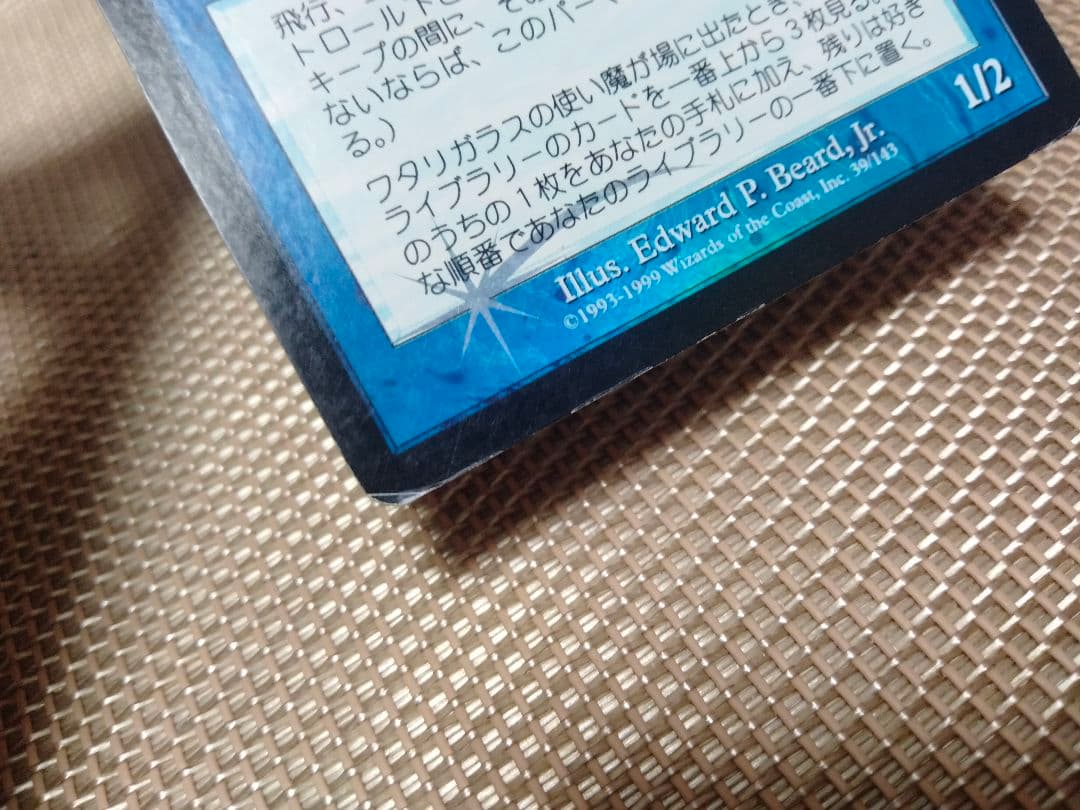 飛行、
トロール
キープの間に、その
ないならば、このパー
る。)
ワタリガラスの使い魔が場に出たとき、
ライブラリーのカードを一番上から3枚見る。
のうちの1枚をあなたの手札に加え、残りは好き
な順番であなたのライブラリーの一番下に置く。
1/2
Illus. Edward P. Beard, Jr.
©1993-1999 Wizards of the Coast, Inc. 39/143